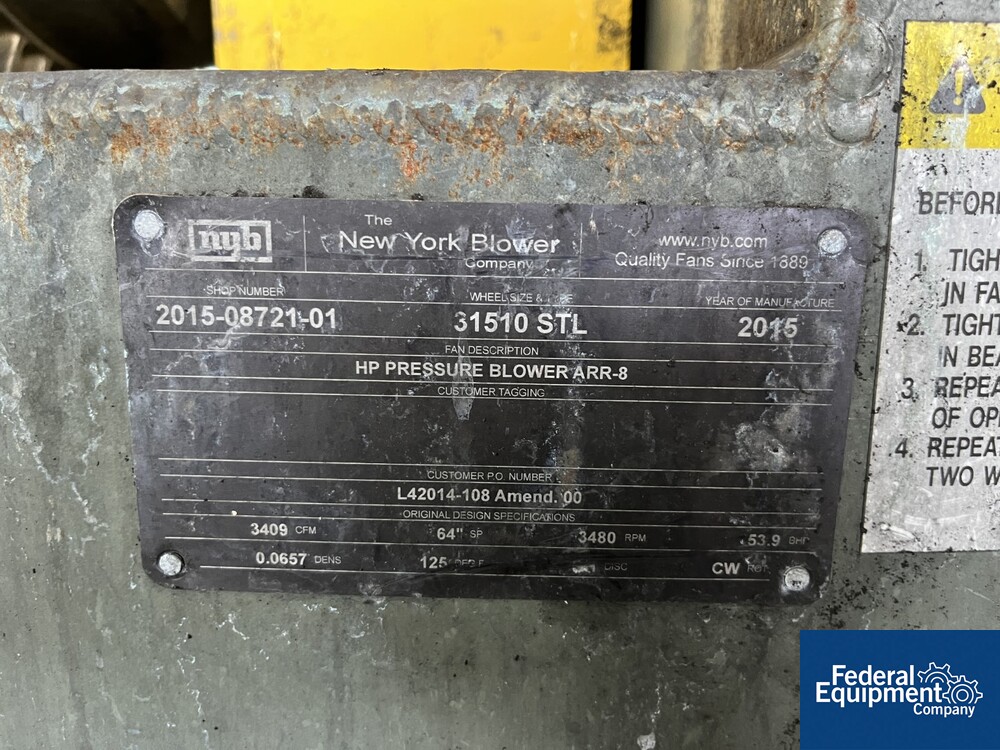 nyb
The
New York Blower
Company
www.nyb.com
Quality Fans Since 1889
SHOP NUMBER
WHEEL SIZE &
YEAR OF MANUFACTURE
2015-08721-01
31510 STL
2015
FAN DESCRIPTION
HP PRESSURE BLOWER ARR-8
CUSTOMER TAGGING
CUSTOMER P.O. NUMBER
L42014-108 Amend. 00
ORIGINAL DESIGN SPECIFICATIONS
3409 CFM
64" SP
3480 RPM
53.9 BHP
0.0657 DENS
125
DISC
CW
BEFOR
1. TIGH
IN FA
2. TIGHT
IN BEA
3. REPEA
OF OP
4. REPEAT
TWO W
Federal
Equipment
Company